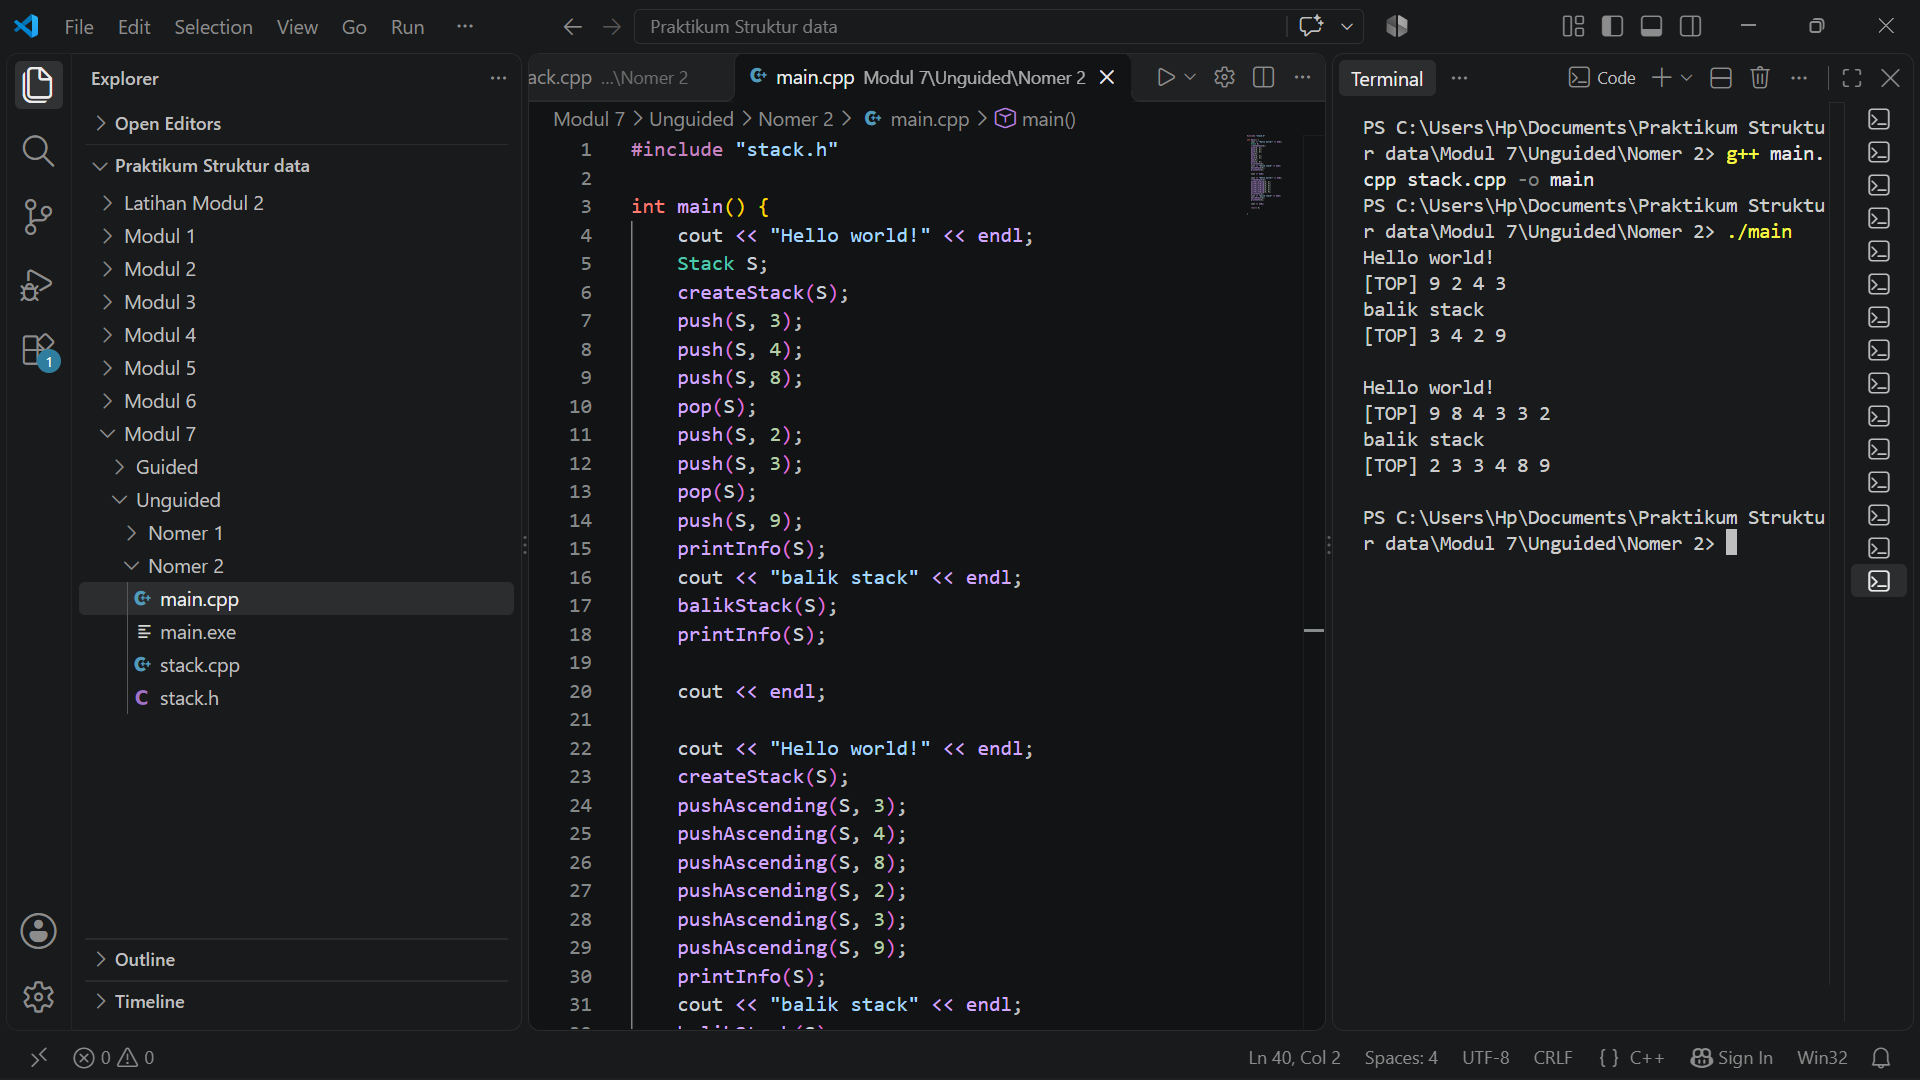 File Edit Selection View Go Run ··· Praktikum Struktur data
Explorer ···
Open Editors
Praktikum Struktur data
Latihan Modul 2
Modul 1
Modul 2
Modul 3
Modul 4
Modul 5
Modul 6
Modul 7
Guided
Unguided
Nomer 1
Nomer 2
main.cpp
main.exe
stack.cpp
stack.h
Outline
Timeline
1
ack.cpp ...\Nomer 2 main.cpp Modul 7\Unguided\Nomer 2 ···
Modul 7 > Unguided > Nomer 2 > main.cpp > main()
1 #include "stack.h"
2
3 int main() {
4 cout << "Hello world!" << endl;
5 Stack S;
6 createStack(S);
7 push(S, 3);
8 push(S, 4);
9 push(S, 8);
10 pop(S);
11 push(S, 2);
12 push(S, 3);
13 pop(S);
14 push(S, 9);
15 printInfo(S);
16 cout << "balik stack" << endl;
17 balikStack(S);
18 printInfo(S);
19
20 cout << endl;
21
22 cout << "Hello world!" << endl;
23 createStack(S);
24 pushAscending(S, 3);
25 pushAscending(S, 4);
26 pushAscending(S, 8);
27 pushAscending(S, 2);
28 pushAscending(S, 3);
29 pushAscending(S, 9);
30 printInfo(S);
31 cout << "balik stack" << endl;
Terminal ··· Code ···
PS C:\Users\Hp\Documents\Praktikum Struktu
r data\Modul 7\Unguided\Nomer 2> g++ main.
cpp stack.cpp -o main
PS C:\Users\Hp\Documents\Praktikum Struktu
r data\Modul 7\Unguided\Nomer 2> ./main
Hello world!
[TOP] 9 2 4 3
balik stack
[TOP] 3 4 2 9
Hello world!
[TOP] 9 8 4 3 3 2
balik stack
[TOP] 2 3 3 4 8 9
PS C:\Users\Hp\Documents\Praktikum Struktu
r data\Modul 7\Unguided\Nomer 2>
0 0 Ln 40, Col 2 Spaces: 4 UTF-8 CRLF { } C++ Sign In Win32